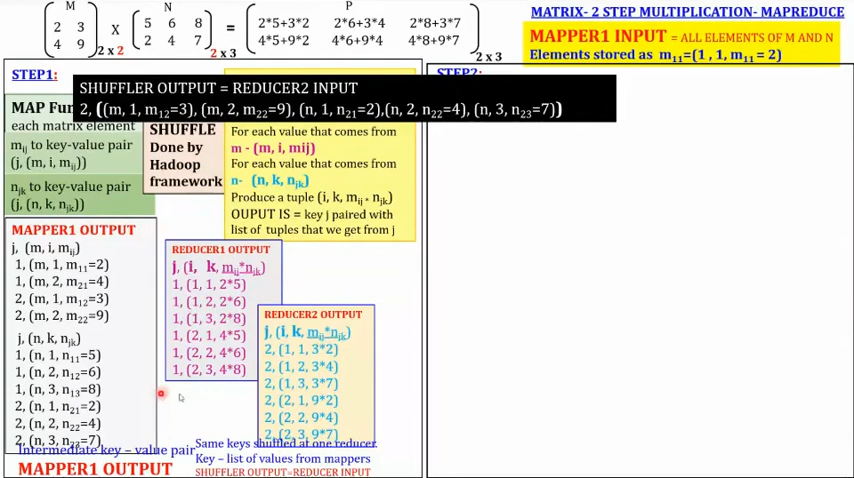 M N P
2 3
4 9
2 x 2
X
5 6 8
2 4 7
2 x 3
=
2*5+3*2 2*6+3*4 2*8+3*7
4*5+9*2 4*6+9*4 4*8+9*7
2 x 3
MATRIX- 2 STEP MULTIPLICATION- MAPREDUCE
MAPPER1 INPUT = ALL ELEMENTS OF M AND N
Elements stored as m11=(1 , 1, m11 = 2)
STEP1:
STEP2:
SHUFFLER OUTPUT = REDUCER2 INPUT
2, ((m, 1, m12=3), (m, 2, m22=9), (n, 1, n21=2),(n, 2, n22=4), (n, 3, n23=7))
MAP Fun
each matrix element
mij to key-value pair
(j, (m, i, mij))
njk to key-value pair
(j, (n, k, njk))
SHUFFLE
Done by
Hadoop
framework
For each value that comes from
m - (m, i, mij)
For each value that comes from
n- (n, k, njk)
Produce a tuple (i, k, mij * njk)
OUPUT IS = key j paired with
list of tuples that we get from j
MAPPER1 OUTPUT
j, (m, i, mij)
1, (m, 1, m11=2)
1, (m, 2, m21=4)
2, (m, 1, m12=3)
2, (m, 2, m22=9)
j, (n, k, njk)
1, (n, 1, n11=5)
1, (n, 2, n12=6)
1, (n, 3, n13=8)
2, (n, 1, n21=2)
2, (n, 2, n22=4)
2, (n, 3, n23=7)
REDUCER1 OUTPUT
j, (i, k, mij*njk)
1, (1, 1, 2*5)
1, (1, 2, 2*6)
1, (1, 3, 2*8)
1, (2, 1, 4*5)
1, (2, 2, 4*6)
1, (2, 3, 4*8)
REDUCER2 OUTPUT
j, (i, k, mij*njk)
2, (1, 1, 3*2)
2, (1, 2, 3*4)
2, (1, 3, 3*7)
2, (2, 1, 9*2)
2, (2, 2, 9*4)
2, (2, 3, 9*7)
Intermediate key – value pair
MAPPER1 OUTPUT
Same keys shuffled at one reducer.
Key – list of values from mappers
SHUFFLER OUTPUT=REDUCER INPUT